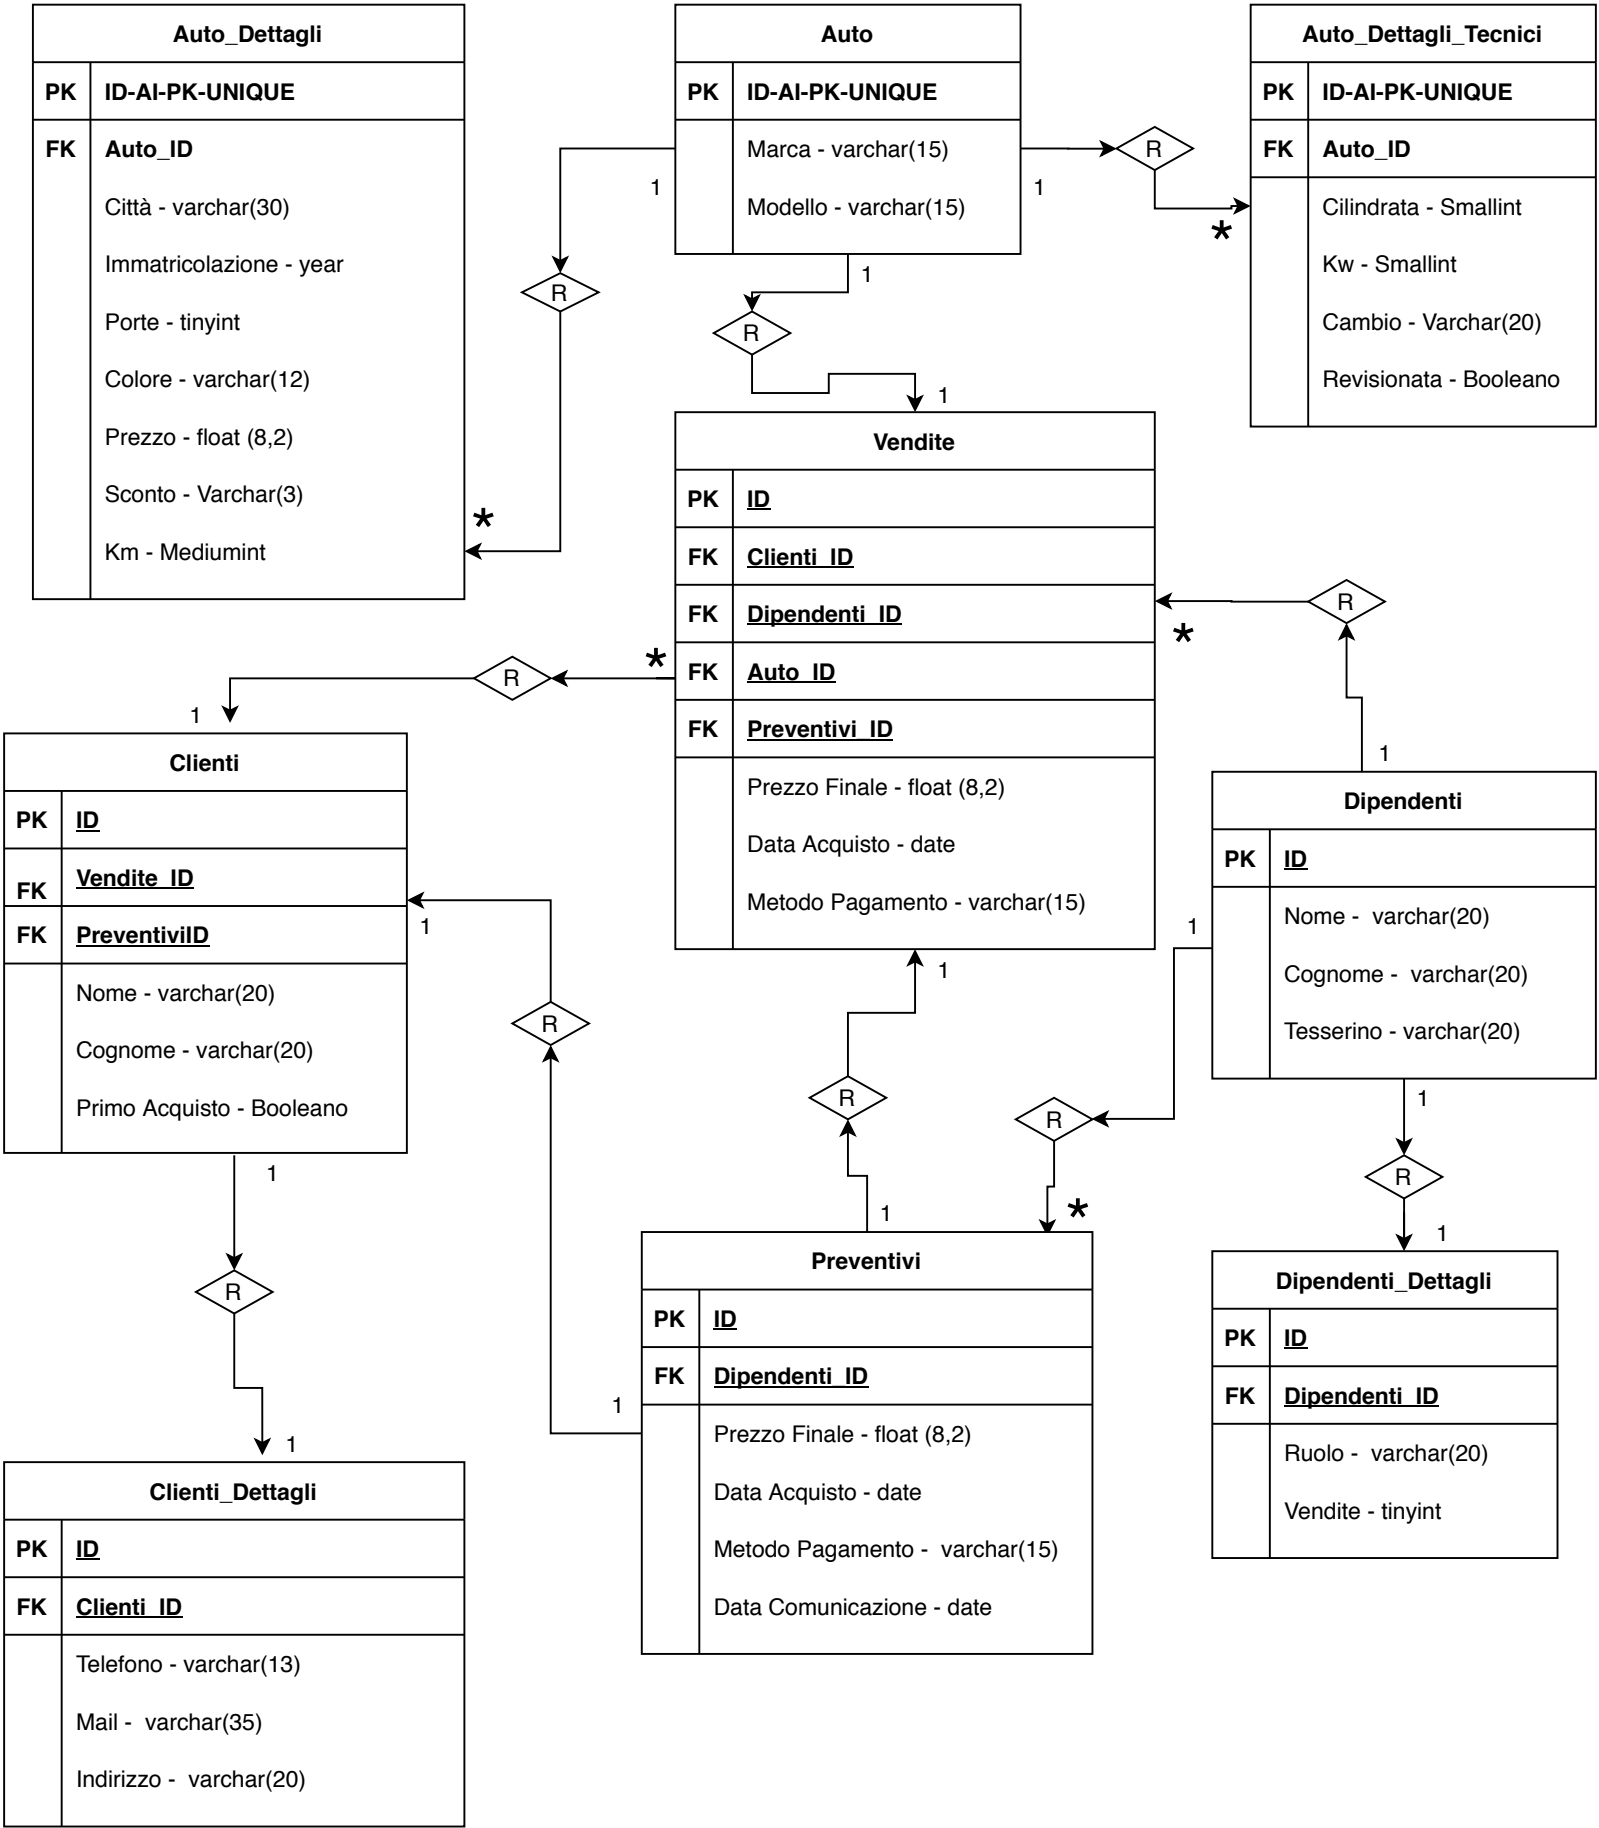 Auto_Dettagli
PK ID-AI-PK-UNIQUE
FK Auto_ID
Città - varchar(30)
Immatricolazione - year
Porte - tinyint
Colore - varchar(12)
Prezzo - float (8,2)
Sconto - Varchar(3)
Km - Mediumint
*
R
1
Auto
PK ID-AI-PK-UNIQUE
Marca - varchar(15)
Modello - varchar(15)
1
R
*
Auto_Dettagli_Tecnici
PK ID-AI-PK-UNIQUE
FK Auto_ID
Cilindrata - Smallint
Kw - Smallint
Cambio - Varchar(20)
Revisionata - Booleano
1
R
1
Vendite
PK ID
FK Clienti_ID
FK Dipendenti_ID
FK Auto_ID
FK Preventivi_ID
Prezzo Finale - float (8,2)
Data Acquisto - date
Metodo Pagamento - varchar(15)
*
R
1
*
R
1
Clienti
PK ID
FK Vendite_ID
FK PreventiviID
Nome - varchar(20)
Cognome - varchar(20)
Primo Acquisto - Booleano
1
R
1
Dipendenti
PK ID
Nome - varchar(20)
Cognome - varchar(20)
Tesserino - varchar(20)
1
R
1
1
R
*
1
R
1
1
R
1
Clienti_Dettagli
PK ID
FK Clienti_ID
Telefono - varchar(13)
Mail - varchar(35)
Indirizzo - varchar(20)
Preventivi
PK ID
FK Dipendenti_ID
Prezzo Finale - float (8,2)
Data Acquisto - date
Metodo Pagamento - varchar(15)
Data Comunicazione - date
Dipendenti_Dettagli
PK ID
FK Dipendenti_ID
Ruolo - varchar(20)
Vendite - tinyint